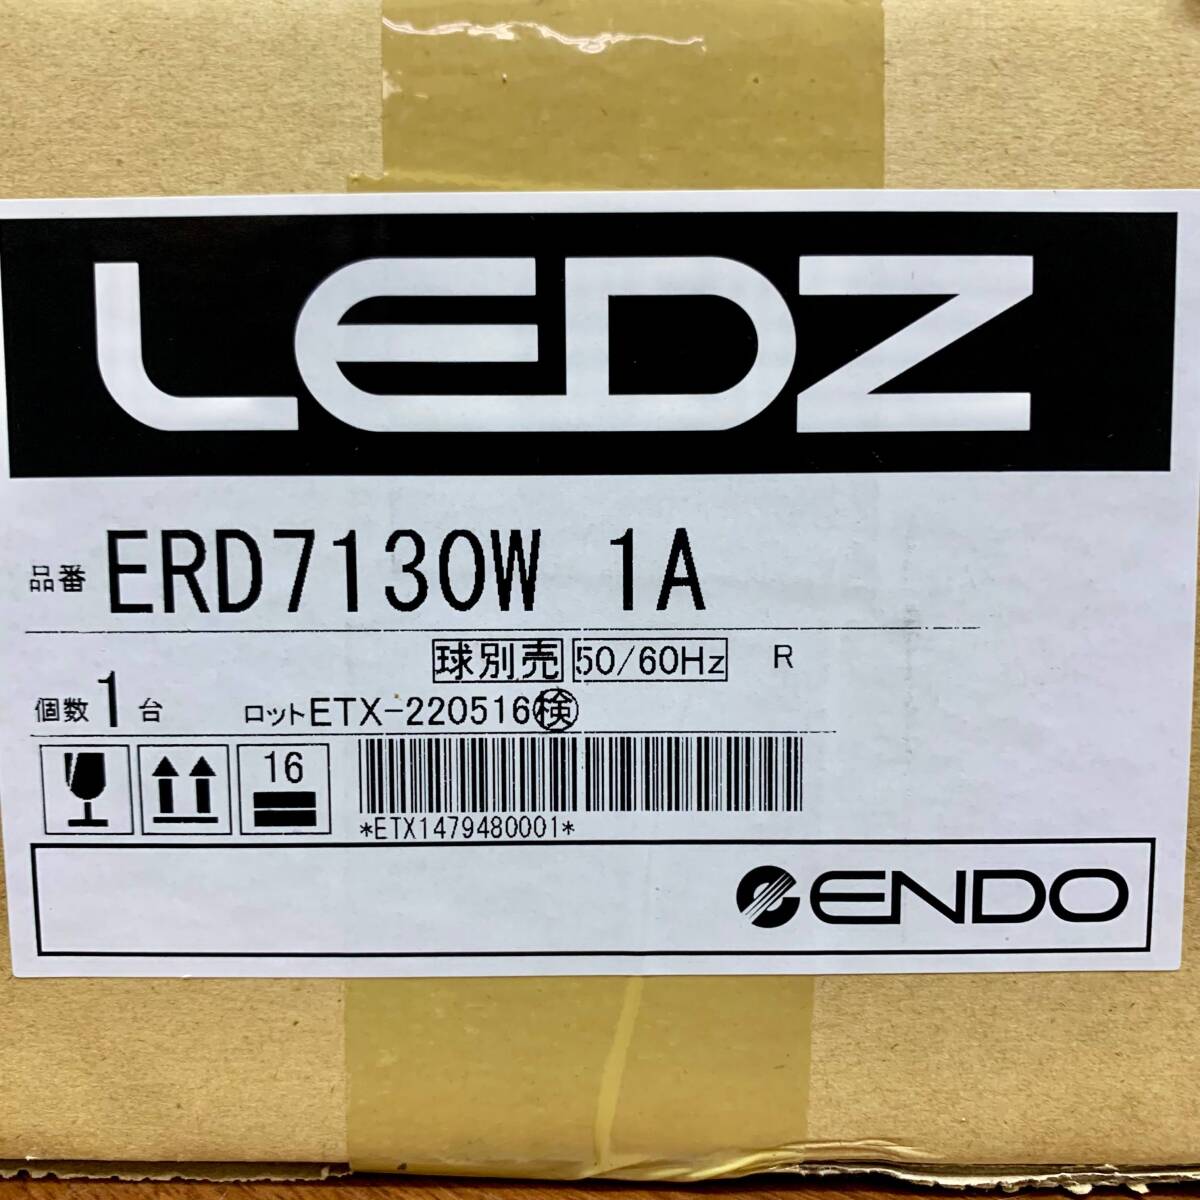 LEDZ
品番 ERD7130W 1A
球別売 50/60Hz R
個数 1 台 ロット ETX-220516 検
16
*ETX1479480001*
ENDO